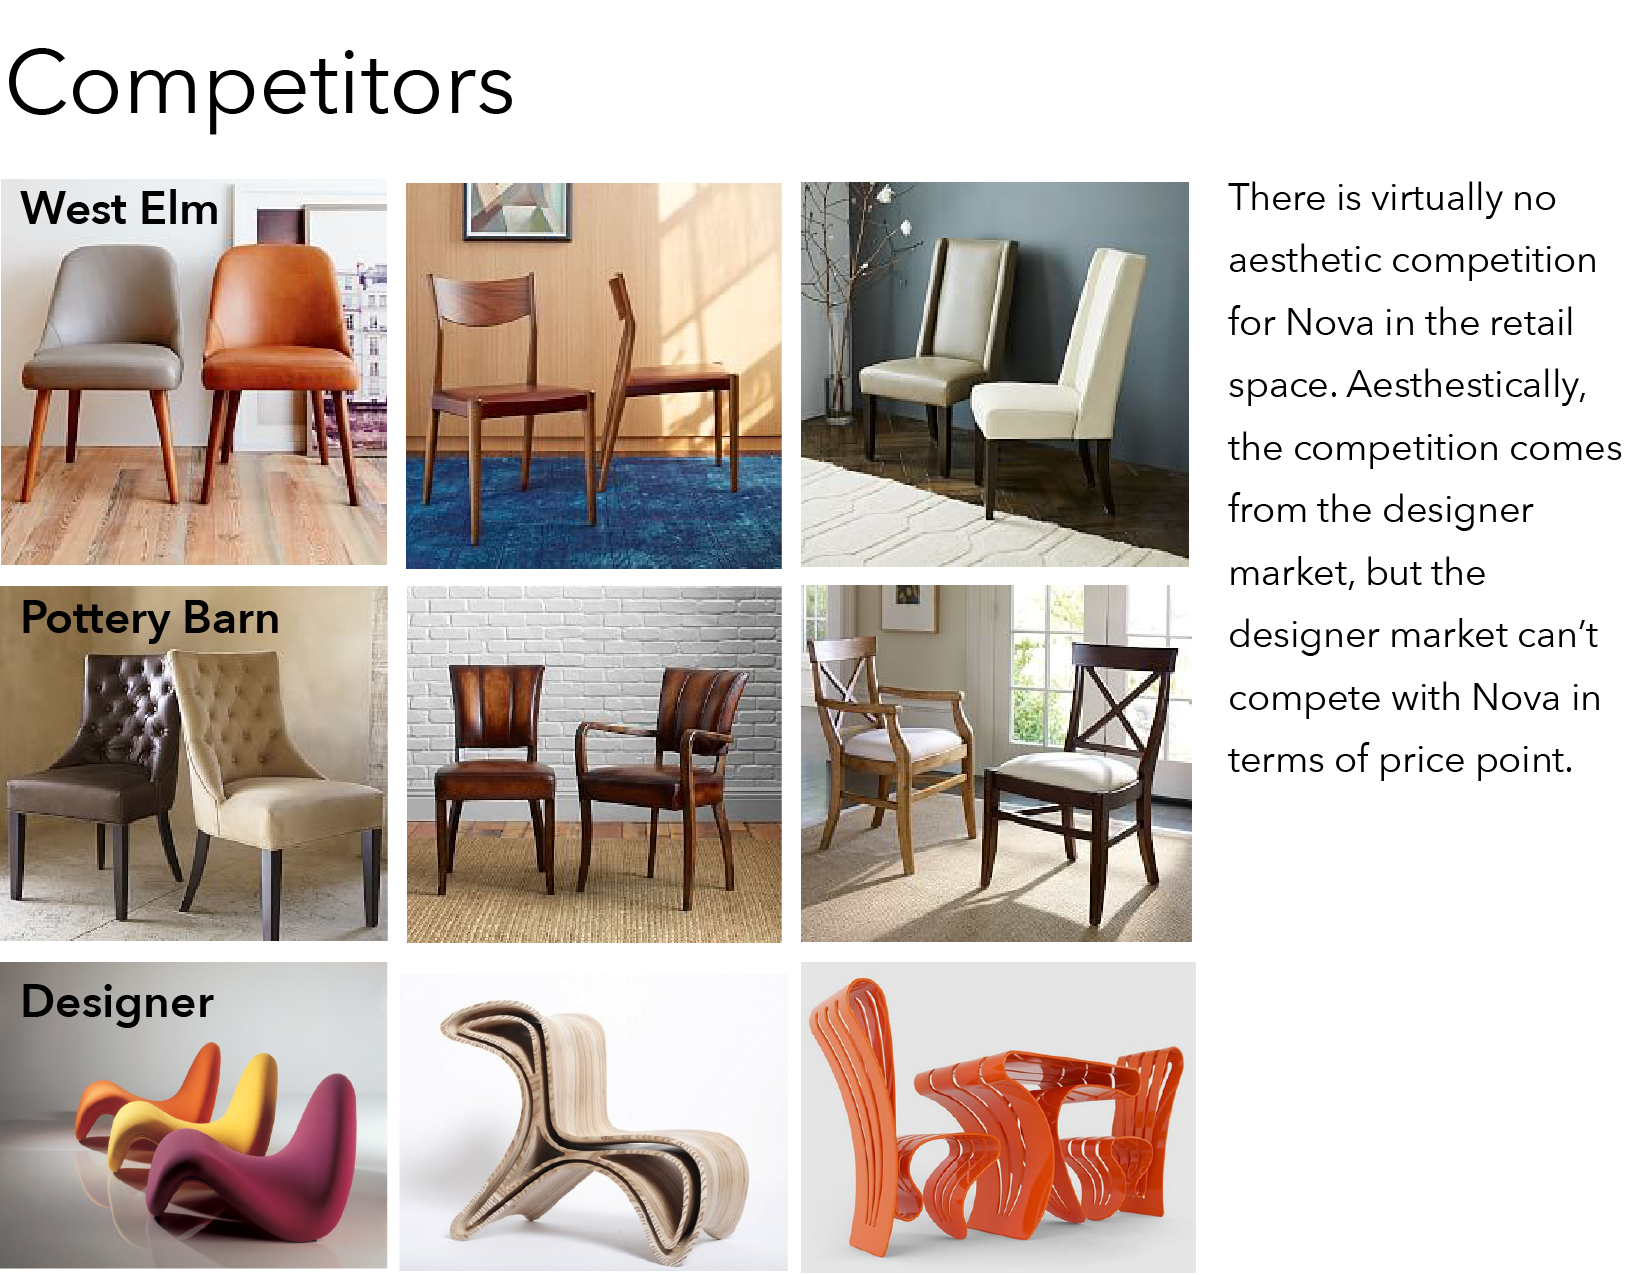 Competitors
West Elm
Pottery Barn
Designer
There is virtually no
aesthetic competition
for Nova in the retail
space. Aesthestically,
the competition comes
from the designer
market, but the
designer market can’t
compete with Nova in
terms of price point.